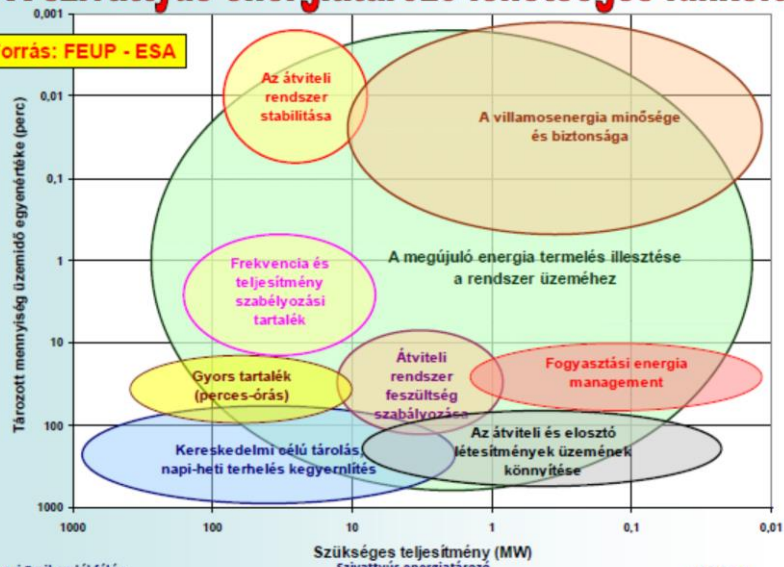 Forrás: FEUP - ESA
Tározott mennyiség üzemidő egyenértéke (perc)
0,001
0,01
0,1
1
10
100
1000
Az átviteli
rendszer
stabilitása
A villamosenergia minősége
és biztonsága
A megújuló energia termelés illesztése
a rendszer üzeméhez
Frekvencia és
teljesítmény
szabélyozási
tartalék
Gyors tartalék
(perces-órás)
Átviteli
rendszer
feszültség
szabályozása
Fogyasztási energia
management
Kereskedelmi célú tárolás,
napi-heti terhelés kegyernlítés
Az átviteli és elosztó
létesítmények üzemének
könnyítése
1000
100
10
1
0,1
0,01
Szükséges teljesítmény (MW)